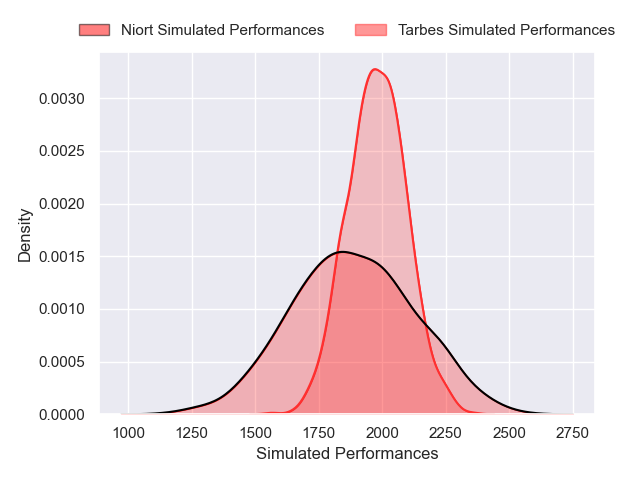 Niort Simulated Performances Tarbes Simulated Performances
0.0030
0.0025
0.0020
0.0015
0.0010
0.0005
0.0000
Density
1000 1250 1500 1750 2000 2250 2500 2750
Simulated Performances